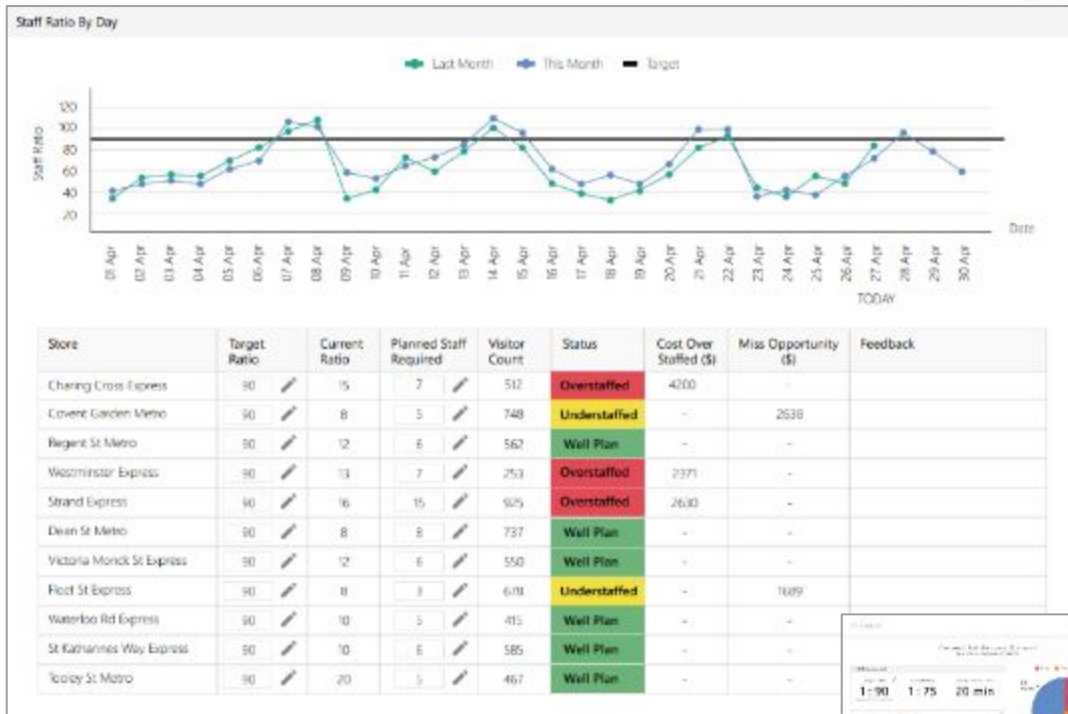 Staff Ratio By Day
Last Month This Month Target
120
100
80
60
40
20
Staff Ratio
Date
01 Apr 02 Apr 03 Apr 04 Apr 05 Apr 06 Apr 07 Apr 08 Apr 09 Apr 10 Apr 11 Apr 12 Apr 13 Apr 14 Apr 15 Apr 16 Apr 17 Apr 18 Apr 19 Apr 20 Apr 21 Apr 22 Apr 23 Apr 24 Apr 25 Apr 26 Apr 27 Apr 28 Apr 29 Apr 30 Apr
TODAY
Store Target Ratio Current Ratio Planned Staff Required Visitor Count Status Cost Over Staffed ($) Miss Opportunity ($) Feedback
Charing Cross Express 90 15 7 512 Overstaffed 4200 -
Covent Garden Metro 90 8 5 748 Understaffed - 2638
Regent St Metro 90 12 6 562 Well Plan - -
Westminster Express 90 13 7 253 Overstaffed 2371 -
Strand Express 90 16 15 925 Overstaffed 2630 -
Dean St Metro 90 8 8 737 Well Plan - -
Victoria Monck St Express 90 12 6 550 Well Plan - -
Fleet St Express 90 8 3 678 Understaffed - 1689
Waterloo Rd Express 90 10 5 415 Well Plan - -
St Katharines Way Express 90 10 6 585 Well Plan - -
Tooley St Metro 90 20 5 467 Well Plan - -
1:90 1:75 20 min